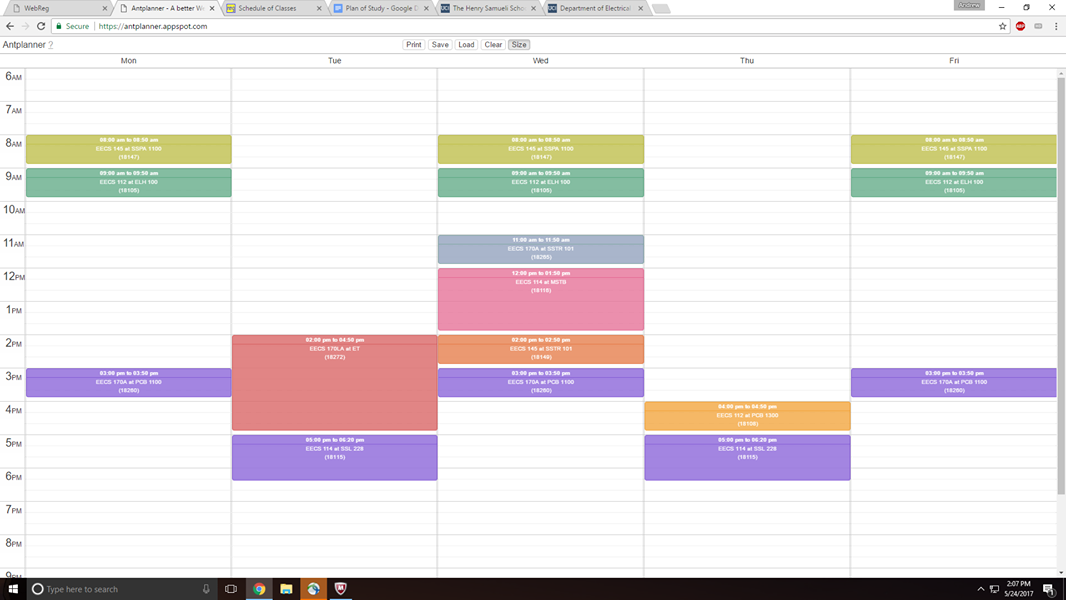 WebReg
Antplanner - A better W
Schedule of Classes
Plan of Study - Google D
The Henry Samueli Scho
Department of Electrical
Andrew
Secure
https://antplanner.appspot.com
ABP
Antplanner ?
Print
Save
Load
Clear
Size
Mon
Tue
Wed
Thu
Fri
6AM
7AM
8AM
08:00 am to 08:50 am
EECS 145 at SSPA 1100
(18147)
08:00 am to 08:50 am
EECS 145 at SSPA 1100
(18147)
08:00 am to 08:50 am
EECS 145 at SSPA 1100
(18147)
9AM
09:00 am to 09:50 am
EECS 112 at ELH 100
(18105)
09:00 am to 09:50 am
EECS 112 at ELH 100
(18105)
09:00 am to 09:50 am
EECS 112 at ELH 100
(18105)
10AM
11AM
11:00 am to 11:50 am
EECS 170A at SSTR 101
(18265)
12PM
12:00 pm to 01:50 pm
EECS 114 at MSTB
(18116)
1PM
2PM
02:00 pm to 04:50 pm
EECS 170LA at ET
(18272)
02:00 pm to 02:50 pm
EECS 145 at SSTR 101
(18148)
3PM
03:00 pm to 03:50 pm
EECS 170A at PCB 1100
(18260)
03:00 pm to 03:50 pm
EECS 170A at PCB 1100
(18260)
03:00 pm to 03:50 pm
EECS 170A at PCB 1100
(18260)
4PM
04:00 pm to 04:50 pm
EECS 112 at PCB 1300
(18106)
5PM
05:00 pm to 06:20 pm
EECS 114 at SSL 228
(18115)
05:00 pm to 06:20 pm
EECS 114 at SSL 228
(18115)
6PM
7PM
8PM
9PM
Type here to search
2:07 PM
5/24/2017